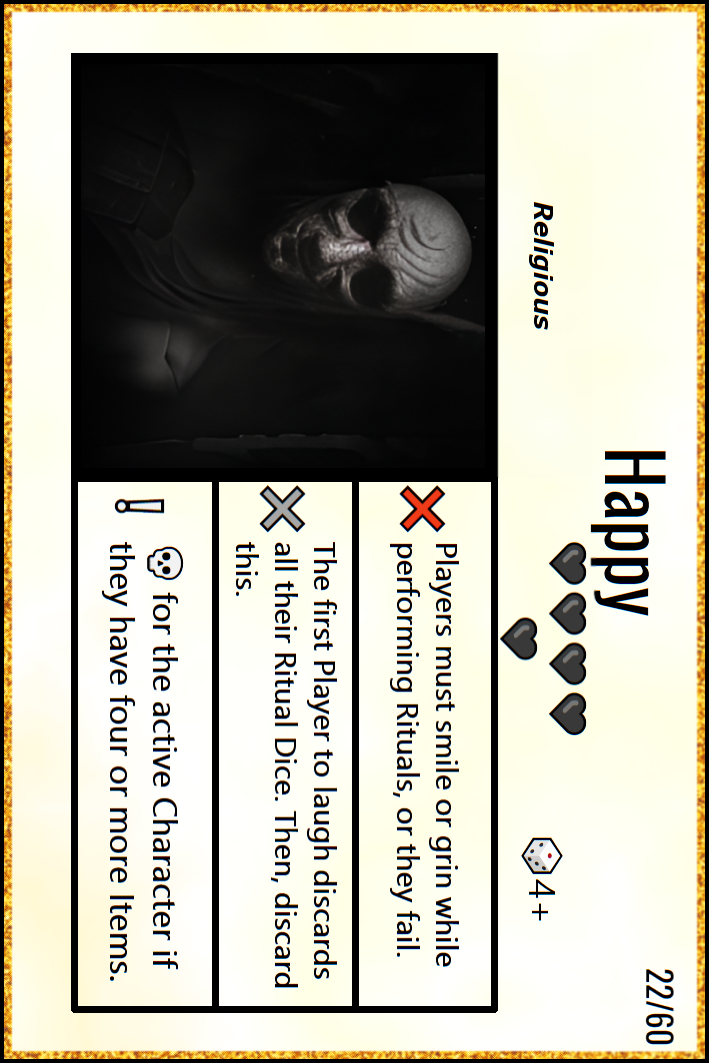 Happy
22/60
Religious
4+
Players must smile or grin while
performing Rituals, or they fail.
The first Player to laugh discards
all their Ritual Dice. Then, discard
this.
for the active Character if
they have four or more Items.